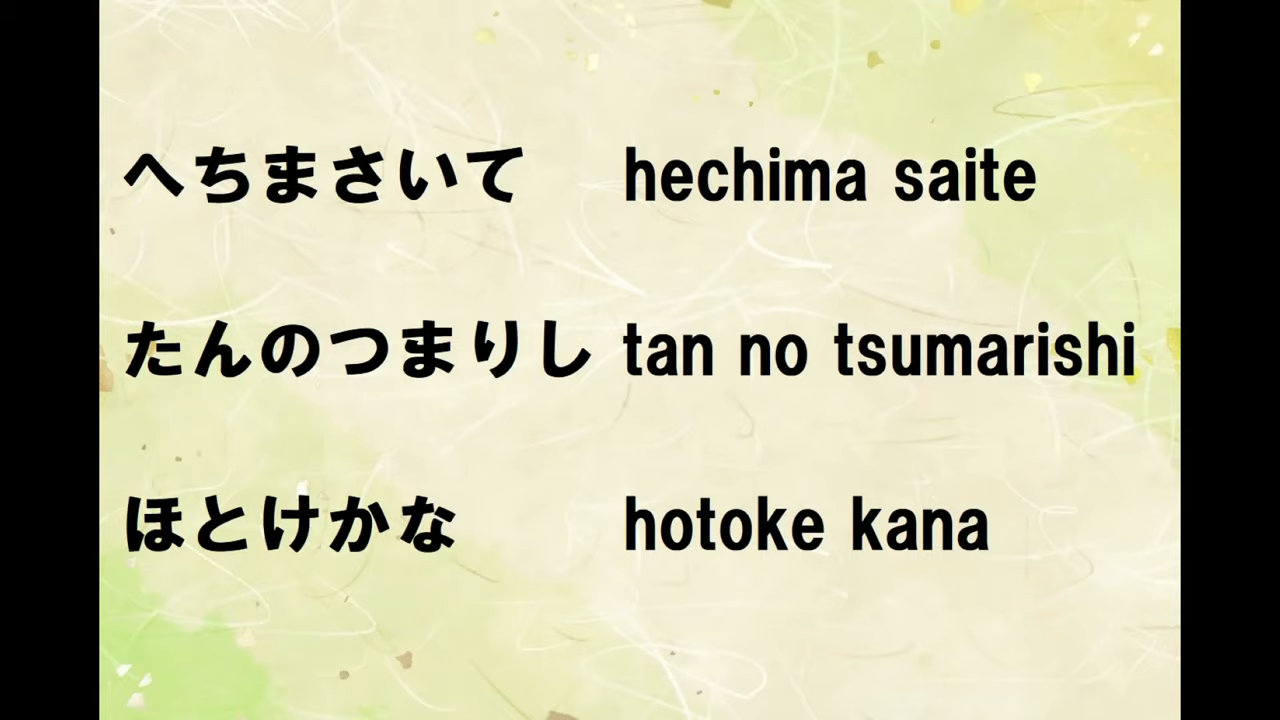 へちまさいて hechima saite
たんのつまりし tan no tsumarishi
ほとけかな hotoke kana